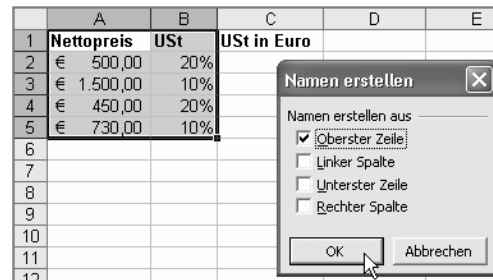 A B C D E
1 Nettopreis USt USt in Euro
2 € 500,00 20%
3 € 1.500,00 10%
4 € 450,00 20%
5 € 730,00 10%
6
7
8
9
10
11
12
Namen erstellen
Namen erstellen aus
Oberster Zeile
Linker Spalte
Unterster Zeile
Rechter Spalte
OK Abbrechen